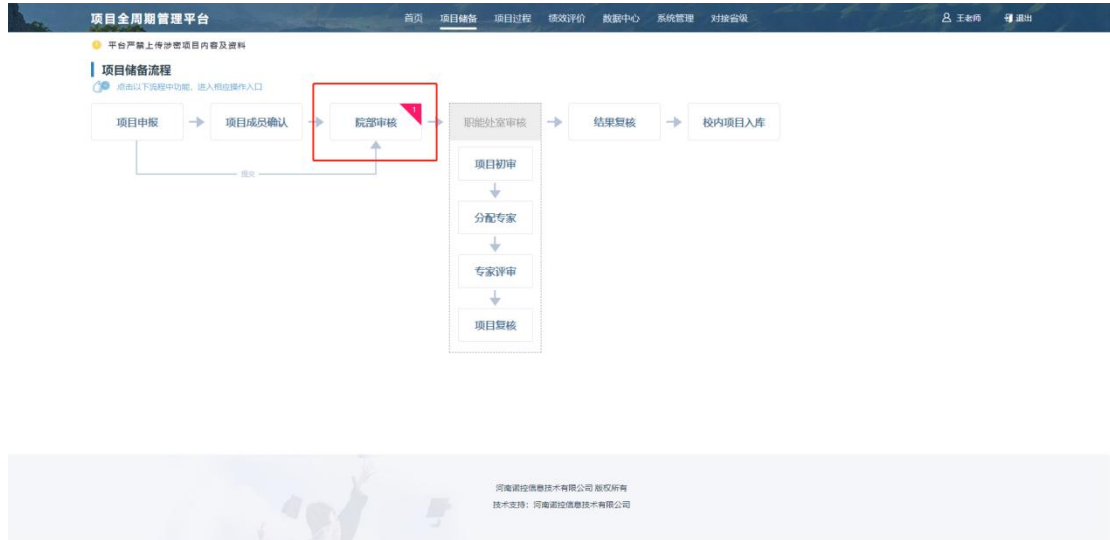 项目全周期管理平台 首页 项目储备 项目过程 绩效评价 数据中心 系统管理 对接省级 王老师 退出
平台严禁上传涉密项目内容及资料
项目储备流程
点击以下流程中功能，进入相应操作入口
项目申报 项目成员确认 院部审核 1 职能处室审核 结果复核 校内项目入库
提交
项目初审
分配专家
专家评审
项目复核
河南诺控信息技术有限公司 版权所有
技术支持：河南诺控信息技术有限公司